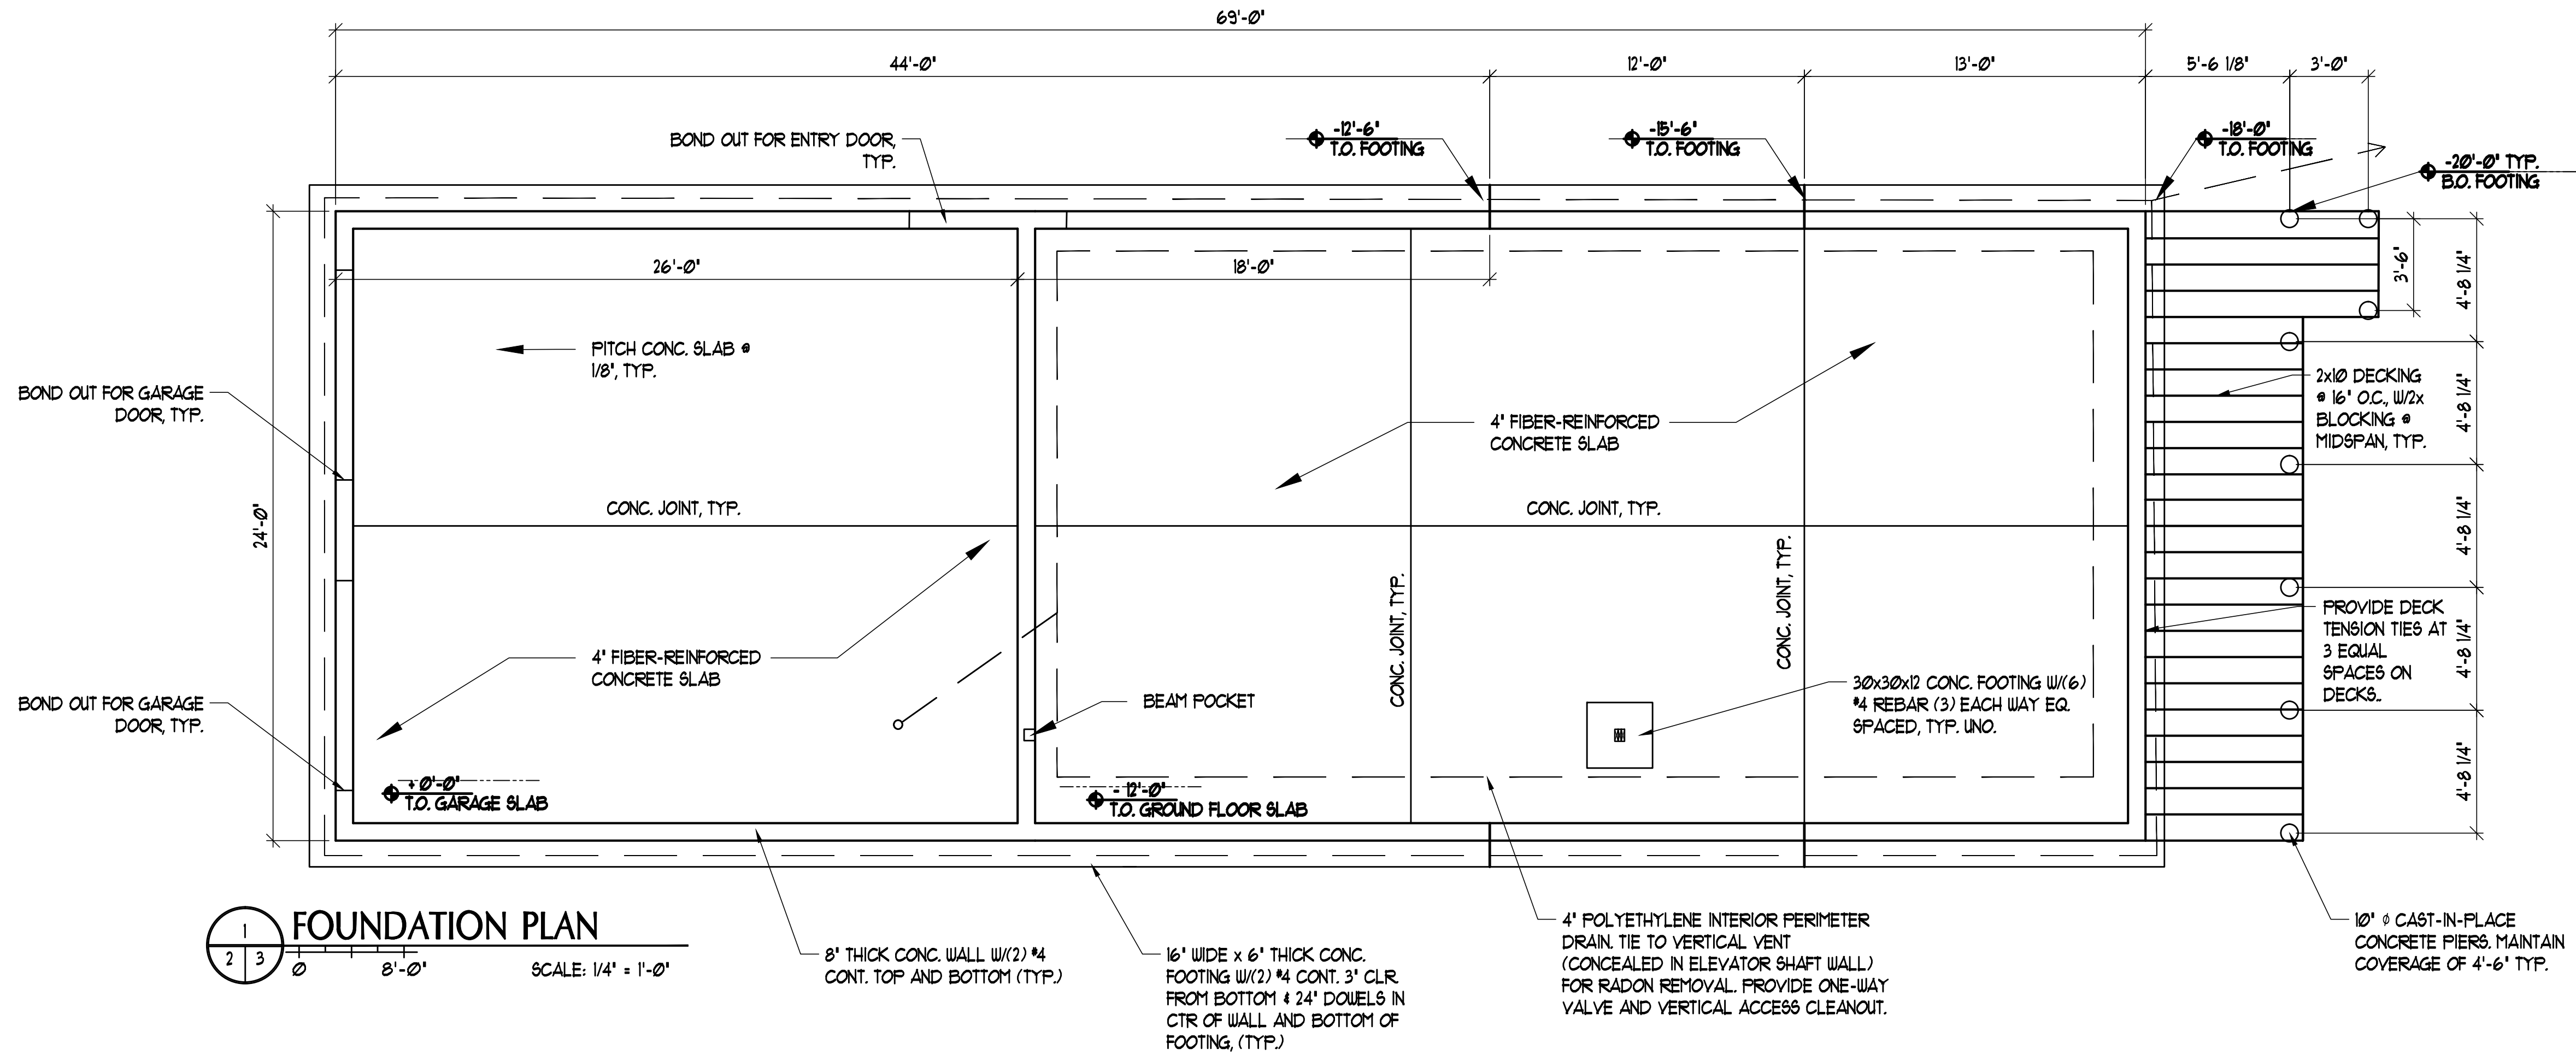 69'-0"
44'-0"
12'-0"
13'-0"
5'-6 1/8"
3'-0"
BOND OUT FOR ENTRY DOOR,
TYP.
-12'-6"
T.O. FOOTING
-15'-6"
T.O. FOOTING
-18'-0"
T.O. FOOTING
-20'-0" TYP.
B.O. FOOTING
26'-0"
18'-0"
3'-6"
4'-8 1/4"
PITCH CONC. SLAB @
1/8", TYP.
BOND OUT FOR GARAGE
DOOR, TYP.
4" FIBER-REINFORCED
CONCRETE SLAB
2x10 DECKING
@ 16" O.C., W/2x
BLOCKING @
MIDSPAN, TYP.
4'-8 1/4"
24'-0"
CONC. JOINT, TYP.
CONC. JOINT, TYP.
4'-8 1/4"
CONC. JOINT, TYP.
CONC. JOINT, TYP.
4" FIBER-REINFORCED
CONCRETE SLAB
PROVIDE DECK
TENSION TIES AT
3 EQUAL
SPACES ON
DECKS..
4'-8 1/4"
BOND OUT FOR GARAGE
DOOR, TYP.
BEAM POCKET
30x30x12 CONC. FOOTING W/(6)
#4 REBAR (3) EACH WAY EQ.
SPACED, TYP. UNO.
4'-8 1/4"
+ 0'-0"
T.O. GARAGE SLAB
- 12'-0"
T.O. GROUND FLOOR SLAB
1
2 3
FOUNDATION PLAN
0 8'-0" SCALE: 1/4" = 1'-0"
8" THICK CONC. WALL W/(2) #4
CONT. TOP AND BOTTOM (TYP.)
16" WIDE x 6" THICK CONC.
FOOTING W/(2) #4 CONT. 3" CLR
FROM BOTTOM & 24" DOWELS IN
CTR OF WALL AND BOTTOM OF
FOOTING, (TYP.)
4" POLYETHYLENE INTERIOR PERIMETER
DRAIN. TIE TO VERTICAL VENT
(CONCEALED IN ELEVATOR SHAFT WALL)
FOR RADON REMOVAL. PROVIDE ONE-WAY
VALVE AND VERTICAL ACCESS CLEANOUT.
10" ∅ CAST-IN-PLACE
CONCRETE PIERS. MAINTAIN
COVERAGE OF 4'-6" TYP.